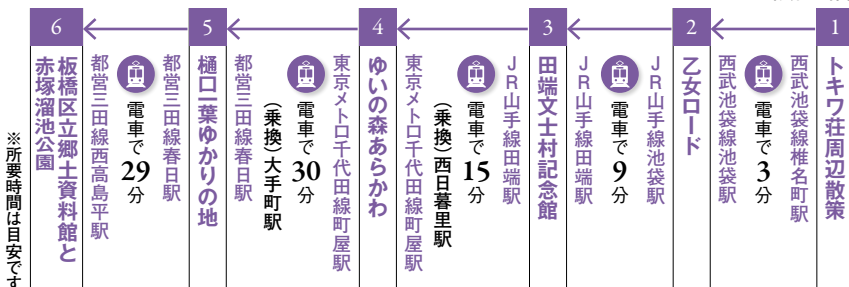 1
トキワ荘周辺散策
西武池袋線椎名町駅
電車で3分
西武池袋線池袋駅
2
乙女ロード
JR山手線池袋駅
電車で9分
JR山手線田端駅
3
田端文士村記念館
JR山手線田端駅
電車で15分
(乗換)西日暮里駅
東京メトロ千代田線町屋駅
4
ゆいの森あらかわ
東京メトロ千代田線町屋駅
電車で30分
(乗換)大手町駅
都営三田線春日駅
5
樋口一葉ゆかりの地
都営三田線春日駅
電車で29分
都営三田線西高島平駅
6
板橋区立郷土資料館と
赤塚溜池公園
※所要時間は目安です